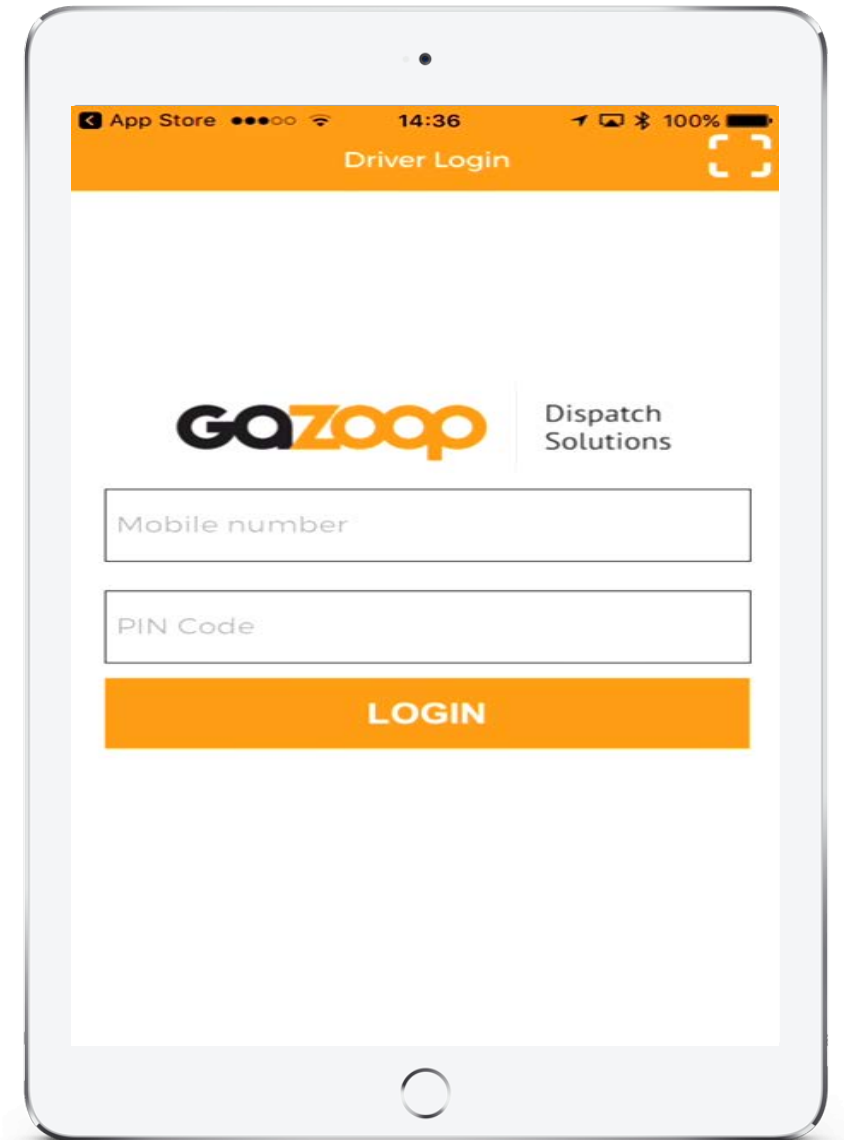 App Store 14:36 100%
Driver Login
GaZOOP
Dispatch
Solutions
Mobile number
PIN Code
LOGIN